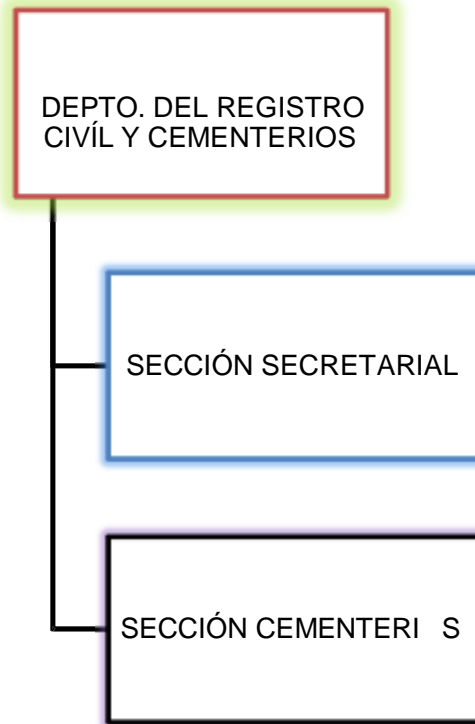 DEPTO. DEL REGISTRO
CIVÍL Y CEMENTERIOS
SECCIÓN SECRETARIAL
SECCIÓN CEMENTERI S